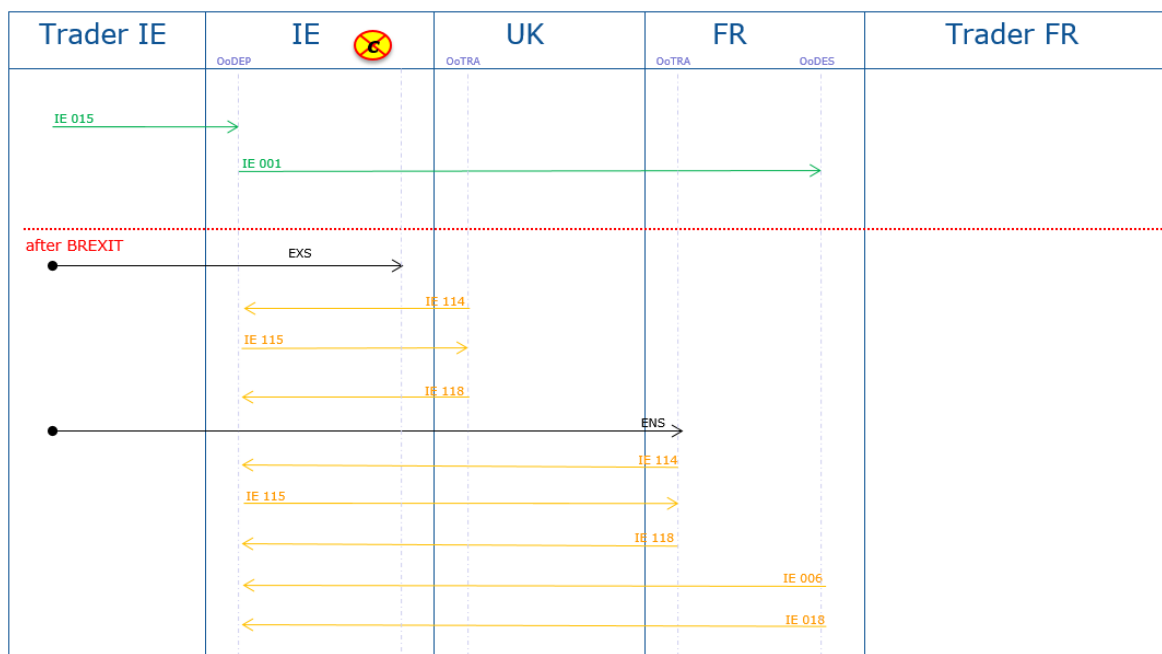 Trader IE IE c UK FR Trader FR
OoDEP OoTRA OoTRA OoDES
IE 015
IE 001
after BREXIT
EXS
IE 114
IE 115
IE 118
ENS
IE 114
IE 115
IE 118
IE 006
IE 018